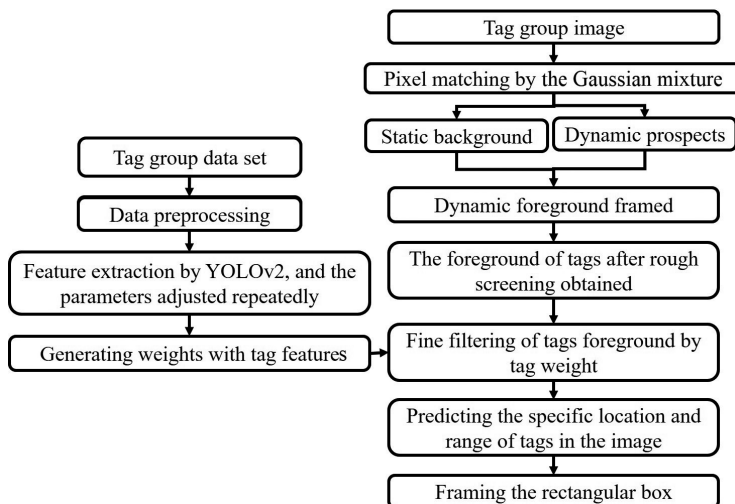 Tag group image
Pixel matching by the Gaussian mixture
Static background
Dynamic prospects
Tag group data set
Data preprocessing
Dynamic foreground framed
Feature extraction by YOLOv2, and the
parameters adjusted repeatedly
The foreground of tags after rough
screening obtained
Generating weights with tag features
Fine filtering of tags foreground by
tag weight
Predicting the specific location and
range of tags in the image
Framing the rectangular box